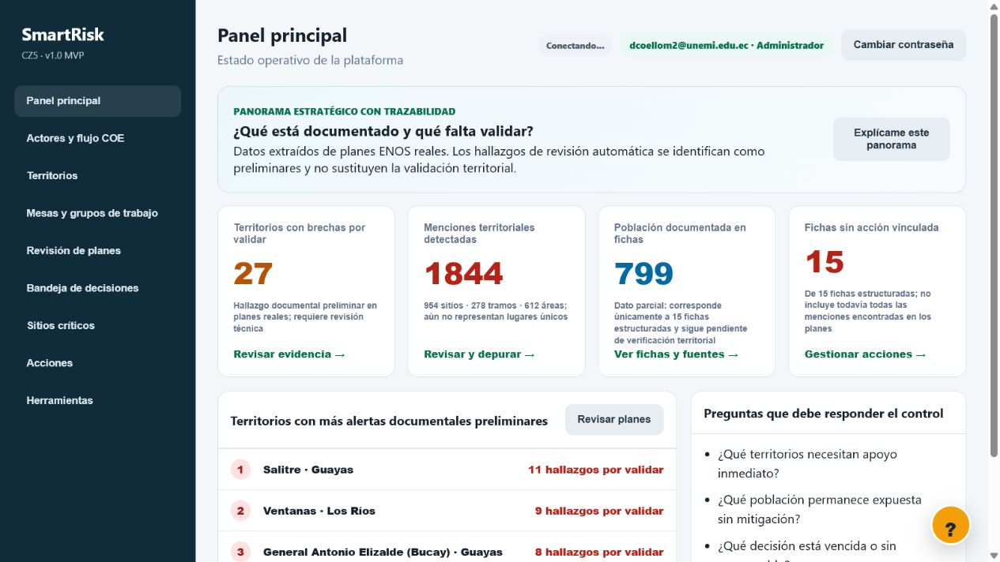 SmartRisk
CZ5 · v1.0 MVP
Panel principal
Actores y flujo COE
Territorios
Mesas y grupos de trabajo
Revisión de planes
Bandeja de decisiones
Sitios críticos
Acciones
Herramientas
Panel principal
Estado operativo de la plataforma
Conectando...
dcoellom2@unemi.edu.ec · Administrador
Cambiar contraseña
PANORAMA ESTRATÉGICO CON TRAZABILIDAD
¿Qué está documentado y qué falta validar?
Datos extraídos de planes ENOS reales. Los hallazgos de revisión automática se identifican como
preliminares y no sustituyen la validación territorial.
Explícame este
panorama
Territorios con brechas por
validar
27
Hallazgo documental preliminar en
planes reales; requiere revisión
técnica
Revisar evidencia →
Menciones territoriales
detectadas
1844
954 sitios · 278 tramos · 612 áreas;
aún no representan lugares únicos
Revisar y depurar →
Población documentada en
fichas
799
Dato parcial: corresponde
únicamente a 15 fichas
estructuradas y sigue pendiente
de verificación territorial
Ver fichas y fuentes →
Fichas sin acción vinculada
15
De 15 fichas estructuradas; no
incluye todavía todas las
menciones encontradas en los
planes
Gestionar acciones →
Territorios con más alertas documentales preliminares
Revisar planes
1 Salitre · Guayas 11 hallazgos por validar
2 Ventanas · Los Ríos 9 hallazgos por validar
3 General Antonio Elizalde (Bucay) · Guayas 8 hallazgos por validar
Preguntas que debe responder el control
• ¿Qué territorios necesitan apoyo
inmediato?
• ¿Qué población permanece expuesta
sin mitigación?
• ¿Qué decisión está vencida o sin
?